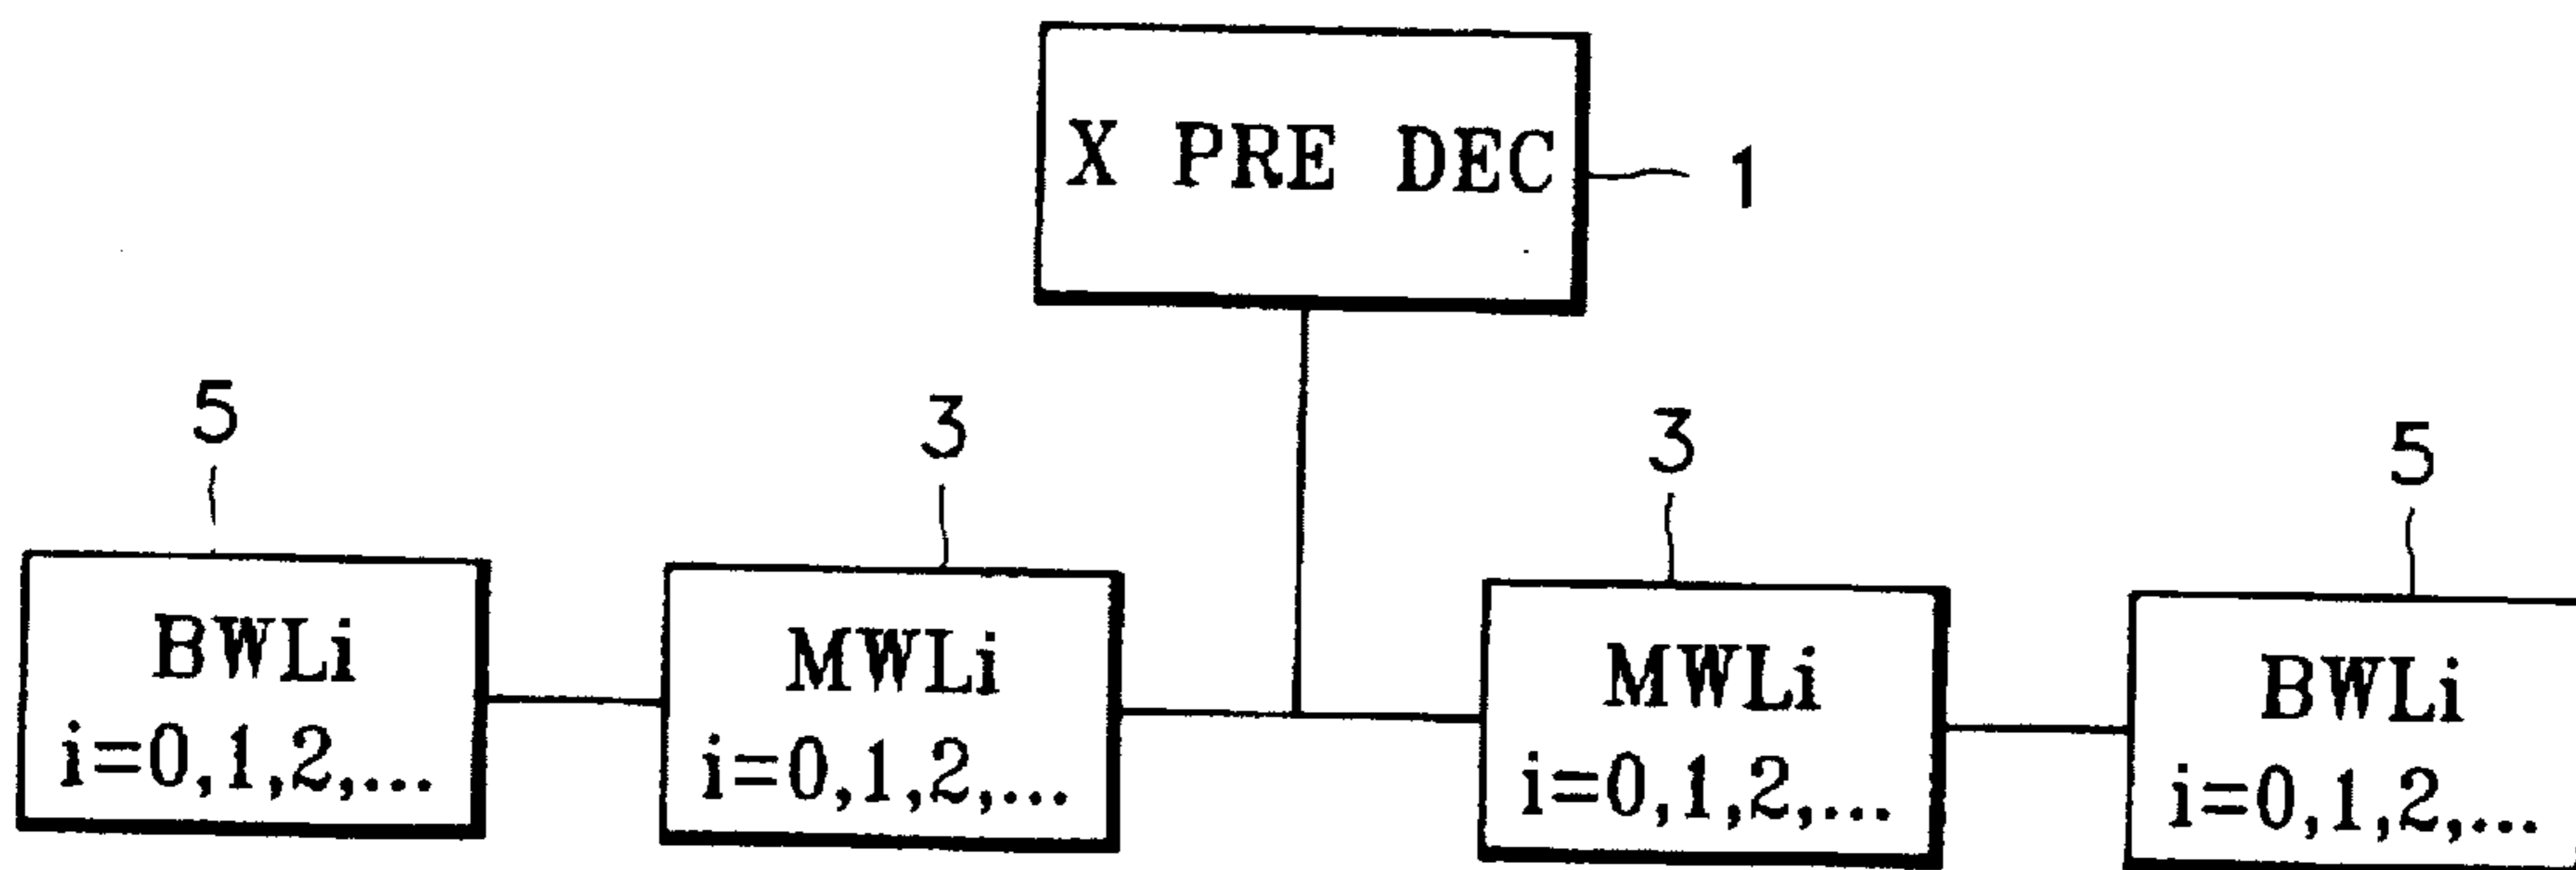 X PRE DEC
1
5
3
3
5
BWLi
i=0,1,2,...
MWLi
i=0,1,2,...
MWLi
i=0,1,2,...
BWLi
i=0,1,2,...